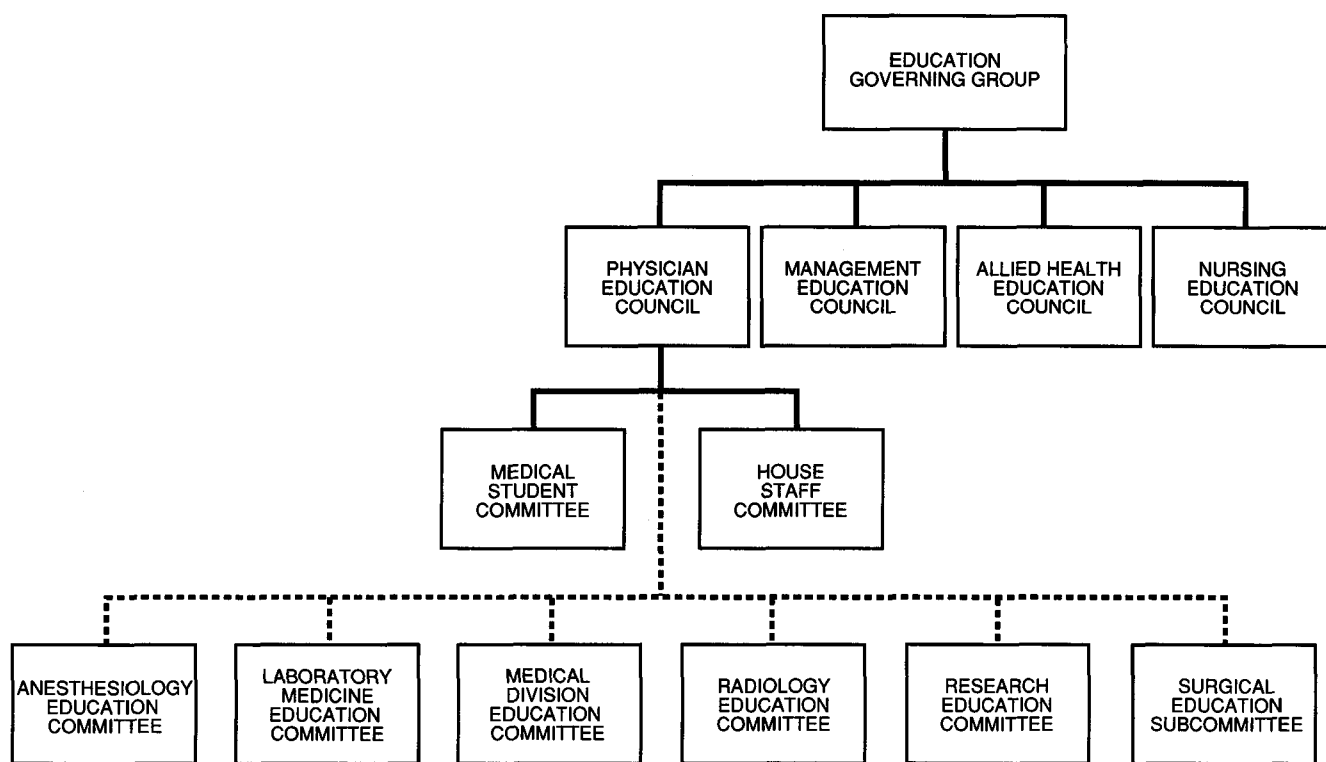 EDUCATION
GOVERNING GROUP
PHYSICIAN
EDUCATION
COUNCIL
MANAGEMENT
EDUCATION
COUNCIL
ALLIED HEALTH
EDUCATION
COUNCIL
NURSING
EDUCATION
COUNCIL
MEDICAL
STUDENT
COMMITTEE
HOUSE
STAFF
COMMITTEE
ANESTHESIOLOGY
EDUCATION
COMMITTEE
LABORATORY
MEDICINE
EDUCATION
COMMITTEE
MEDICAL
DIVISION
EDUCATION
COMMITTEE
RADIOLOGY
EDUCATION
COMMITTEE
RESEARCH
EDUCATION
COMMITTEE
SURGICAL
EDUCATION
SUBCOMMITTEE